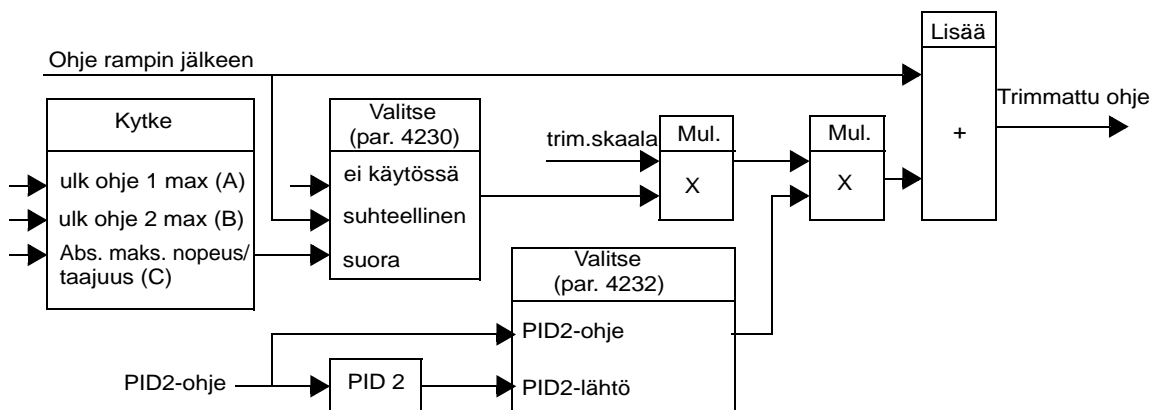 Lisää
Ohje rampin jälkeen
Trimmattu ohje
+
Kytke
ulk ohje 1 max (A)
ulk ohje 2 max (B)
Abs. maks. nopeus/
taajuus (C)
Valitse
(par. 4230)
ei käytössä
suhteellinen
suora
trim.skaala
Mul.
X
Mul.
X
Valitse
(par. 4232)
PID2-ohje
PID2-lähtö
PID2-ohje
PID 2